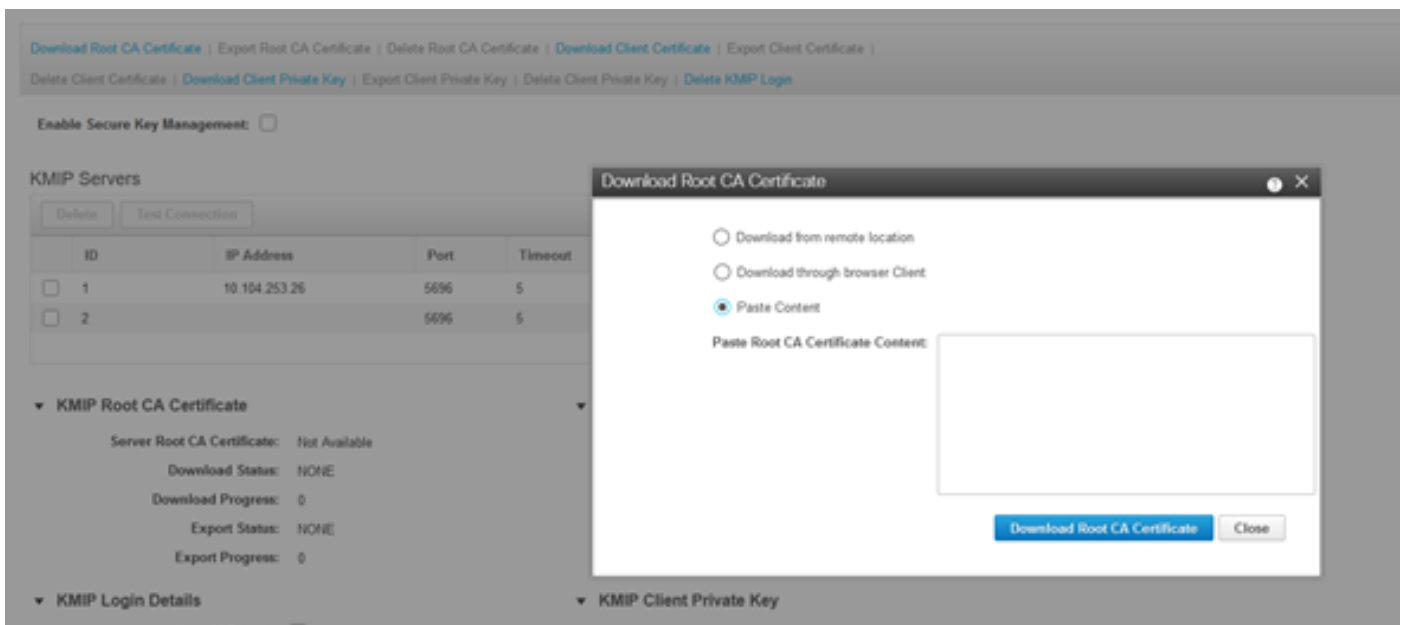 Download Root CA Certificate | Export Root CA Certificate | Delete Root CA Certificate | Download Client Certificate | Export Client Certificate |
Delete Client Certificate | Download Client Private Key | Export Client Private Key | Delete Client Private Key | Delete KMIP Login
Enable Secure Key Management:
KMIP Servers
Delete Test Connection
ID IP Address Port Timeout
1 10.104.253.26 5696 5
2 5696 5
KMIP Root CA Certificate
Server Root CA Certificate: Not Available
Download Status: NONE
Download Progress: 0
Export Status: NONE
Export Progress: 0
KMIP Login Details
KMIP Client Private Key
Download Root CA Certificate
Download from remote location
Download through browser Client
Paste Content
Paste Root CA Certificate Content:
Download Root CA Certificate Close